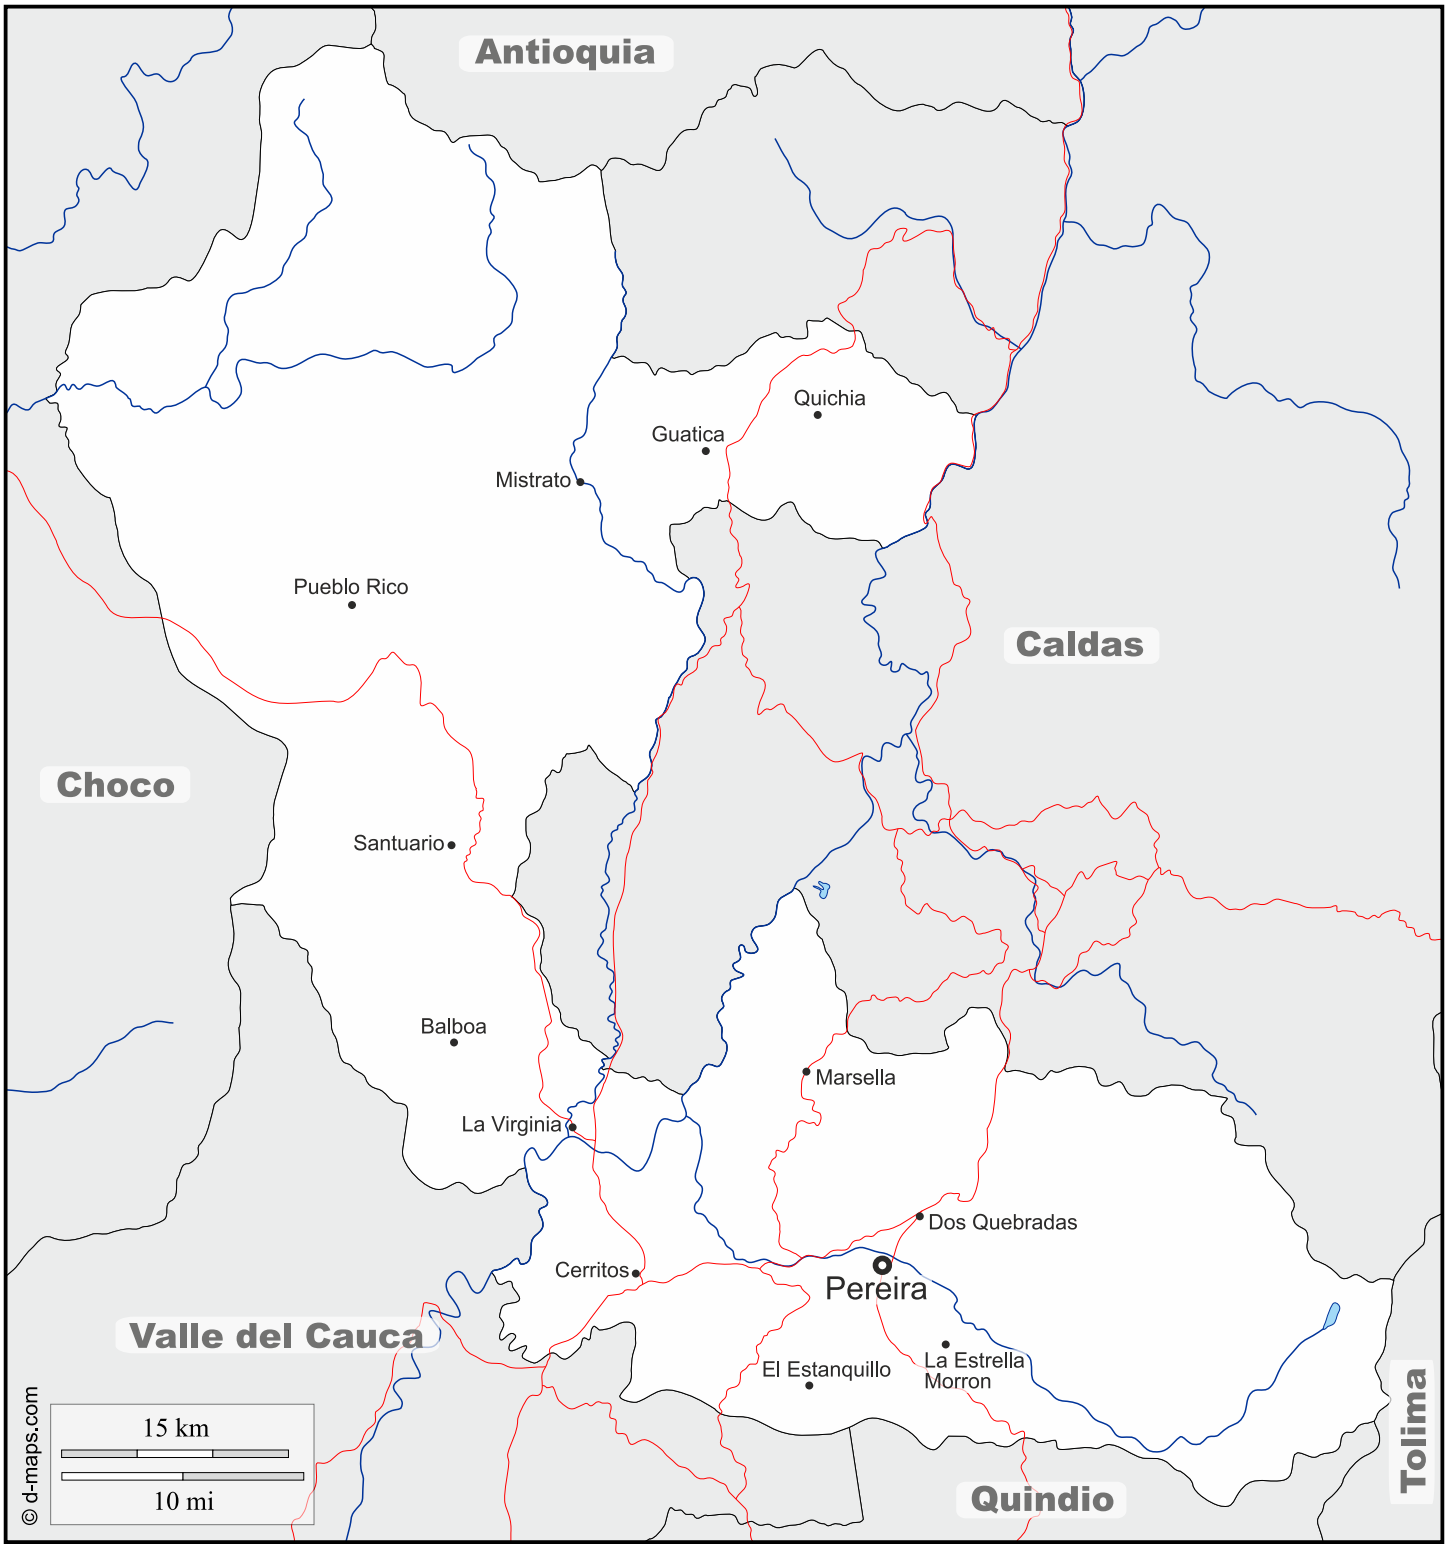 Antioquia
Quichia
Guatica
Mistrato
Pueblo Rico
Caldas
Choco
Santuario
Balboa
Marsella
La Virginia
Dos Quebradas
Cerritos
Pereira
Valle del Cauca
La Estrella
Morron
El Estanquillo
Tolima
15 km
10 mi
Quindio
© d-maps.com